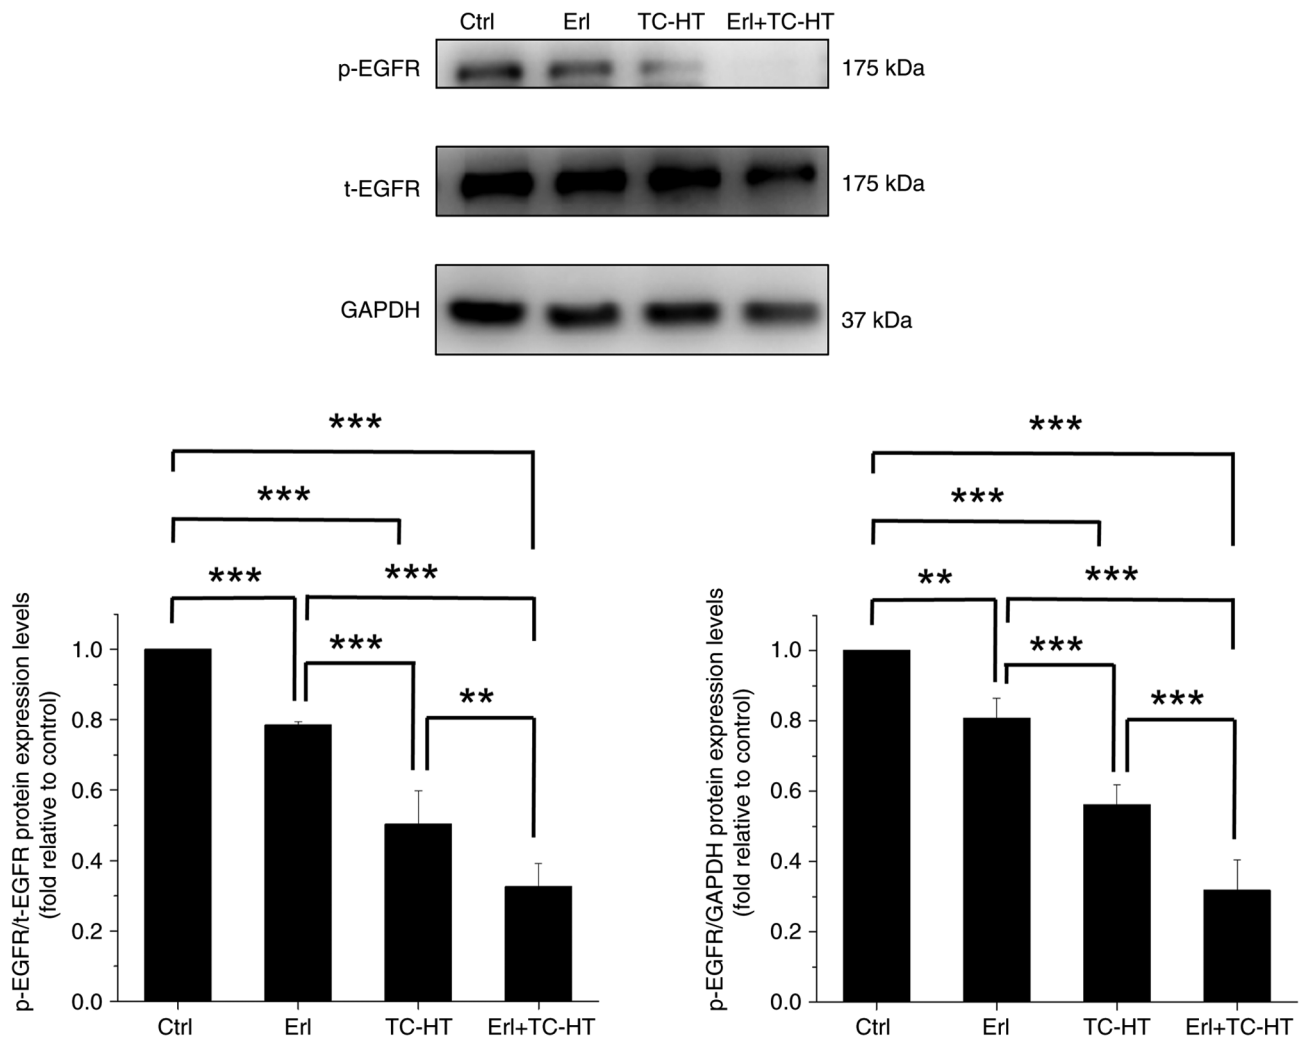 Ctrl Erl TC-HT Erl+TC-HT
p-EGFR 175 kDa
t-EGFR 175 kDa
GAPDH 37 kDa
***
***
*** ***
***
**
p-EGFR/t-EGFR protein expression levels
(fold relative to control)
1.0
0.8
0.6
0.4
0.2
0.0
Ctrl Erl TC-HT Erl+TC-HT
***
***
** ***
***
***
p-EGFR/GAPDH protein expression levels
(fold relative to control)
1.0
0.8
0.6
0.4
0.2
0.0
Ctrl Erl TC-HT Erl+TC-HT